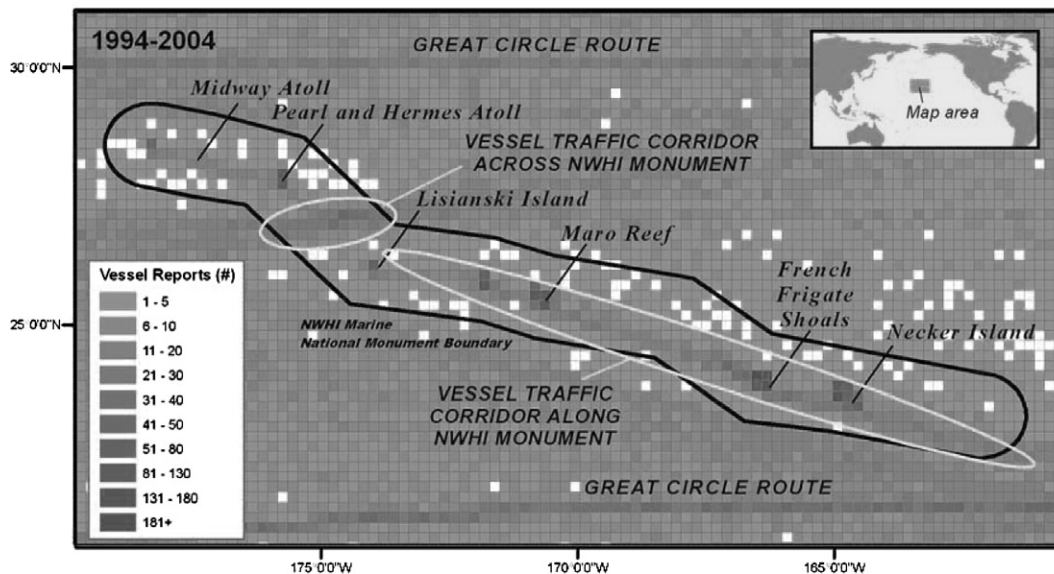 1994-2004
GREAT CIRCLE ROUTE
30°0'0"N
Midway Atoll
Pearl and Hermes Atoll
Map area
VESSEL TRAFFIC CORRIDOR
ACROSS NWHI MONUMENT
Lisianski Island
Maro Reef
French
Frigate
Shoals
Necker Island
Vessel Reports (#)
1 - 5
6 - 10
11 - 20
21 - 30
31 - 40
41 - 50
51 - 80
81 - 130
131 - 180
181+
25°0'0"N
NWHI Marine
National Monument Boundary
VESSEL TRAFFIC
CORRIDOR ALONG
NWHI MONUMENT
GREAT CIRCLE ROUTE
175°0'0"W
170°0'0"W
165°0'0"W